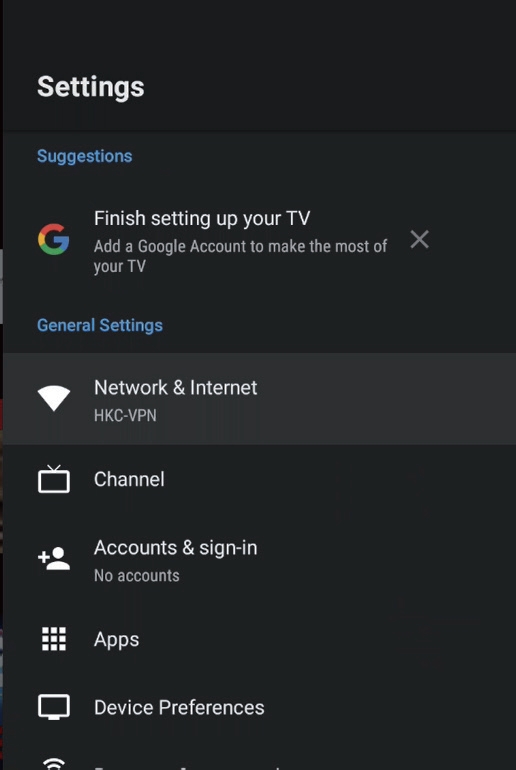 Settings
Suggestions
Finish setting up your TV
Add a Google Account to make the most of
your TV
General Settings
Network & Internet
HKC-VPN
Channel
Accounts & sign-in
No accounts
Apps
Device Preferences